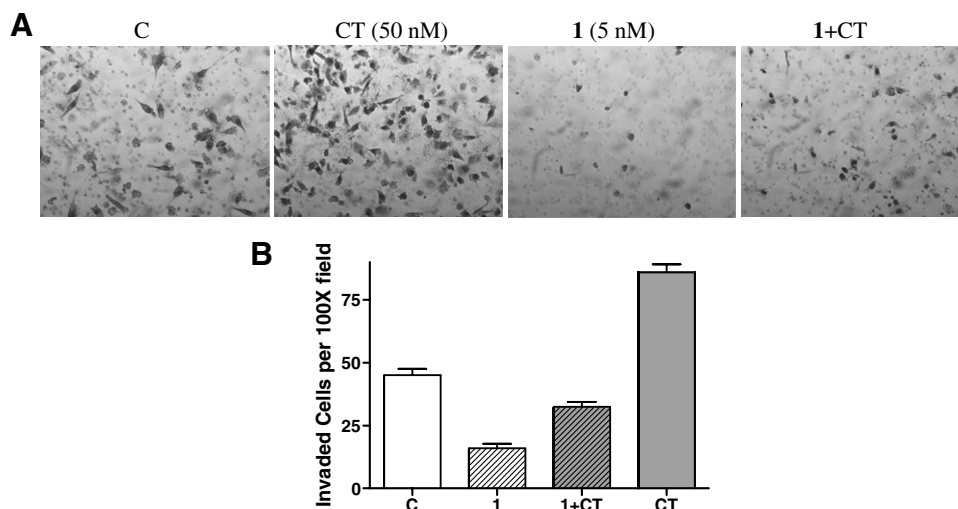 A
C CT (50 nM) 1 (5 nM) 1+CT
B
Invaded Cells per 100X field
75
50
25
0
C 1 1+CT CT